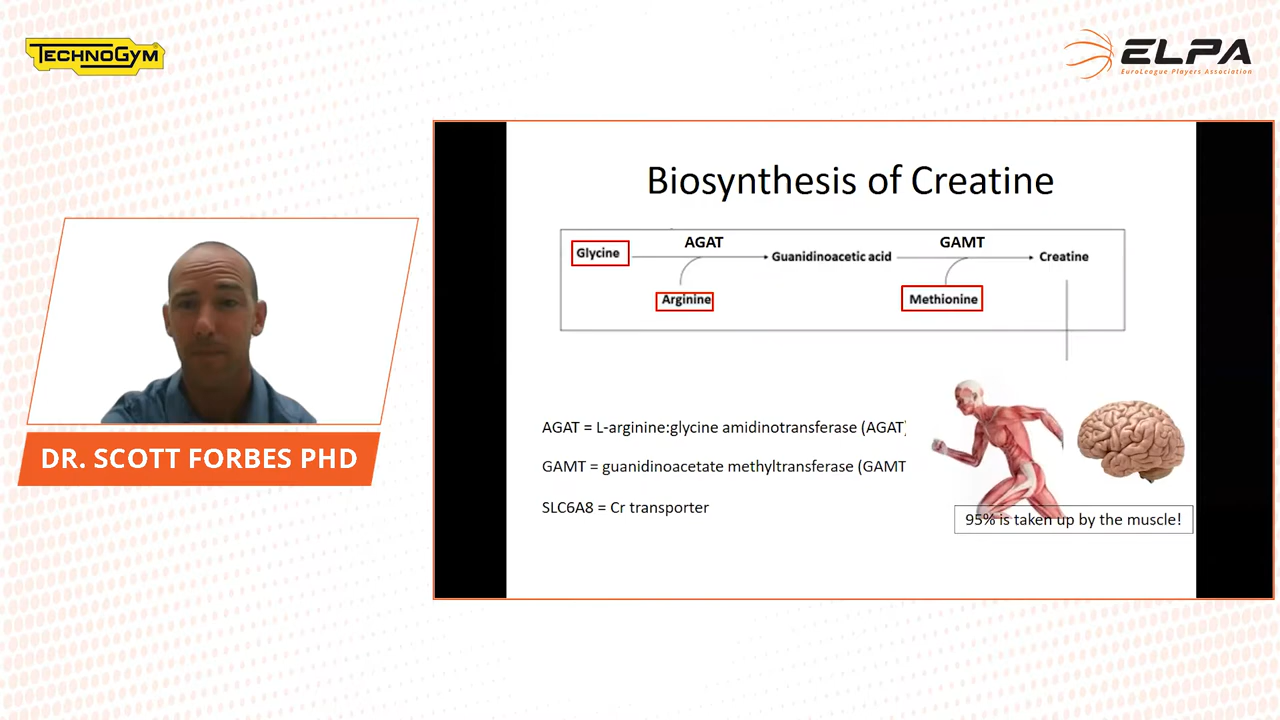 TECHNOGYM
ELPA
EuroLeague Players Association
Biosynthesis of Creatine
AGAT
GAMT
Glycine
Guanidinoacetic acid
Creatine
Arginine
Methionine
AGAT = L-arginine:glycine amidinotransferase (AGAT)
GAMT = guanidinoacetate methyltransferase (GAMT
SLC6A8 = Cr transporter
95% is taken up by the muscle!
DR. SCOTT FORBES PHD